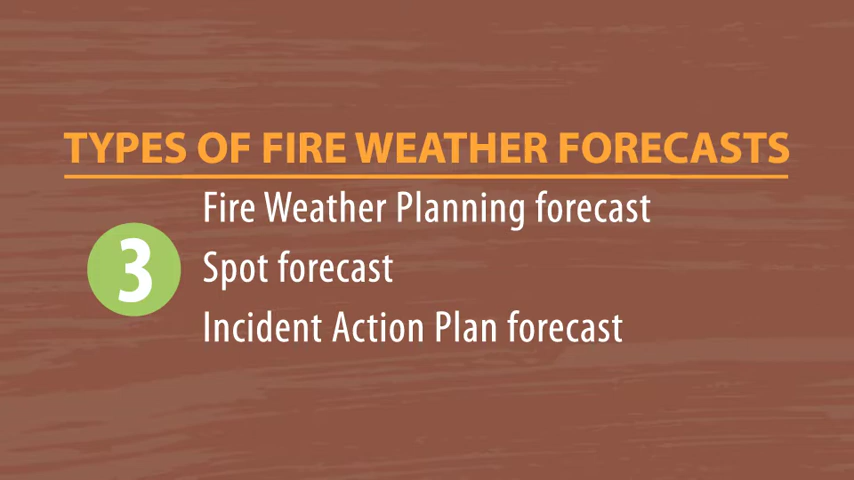 TYPES OF FIRE WEATHER FORECASTS
Fire Weather Planning forecast
3
Spot forecast
Incident Action Plan forecast